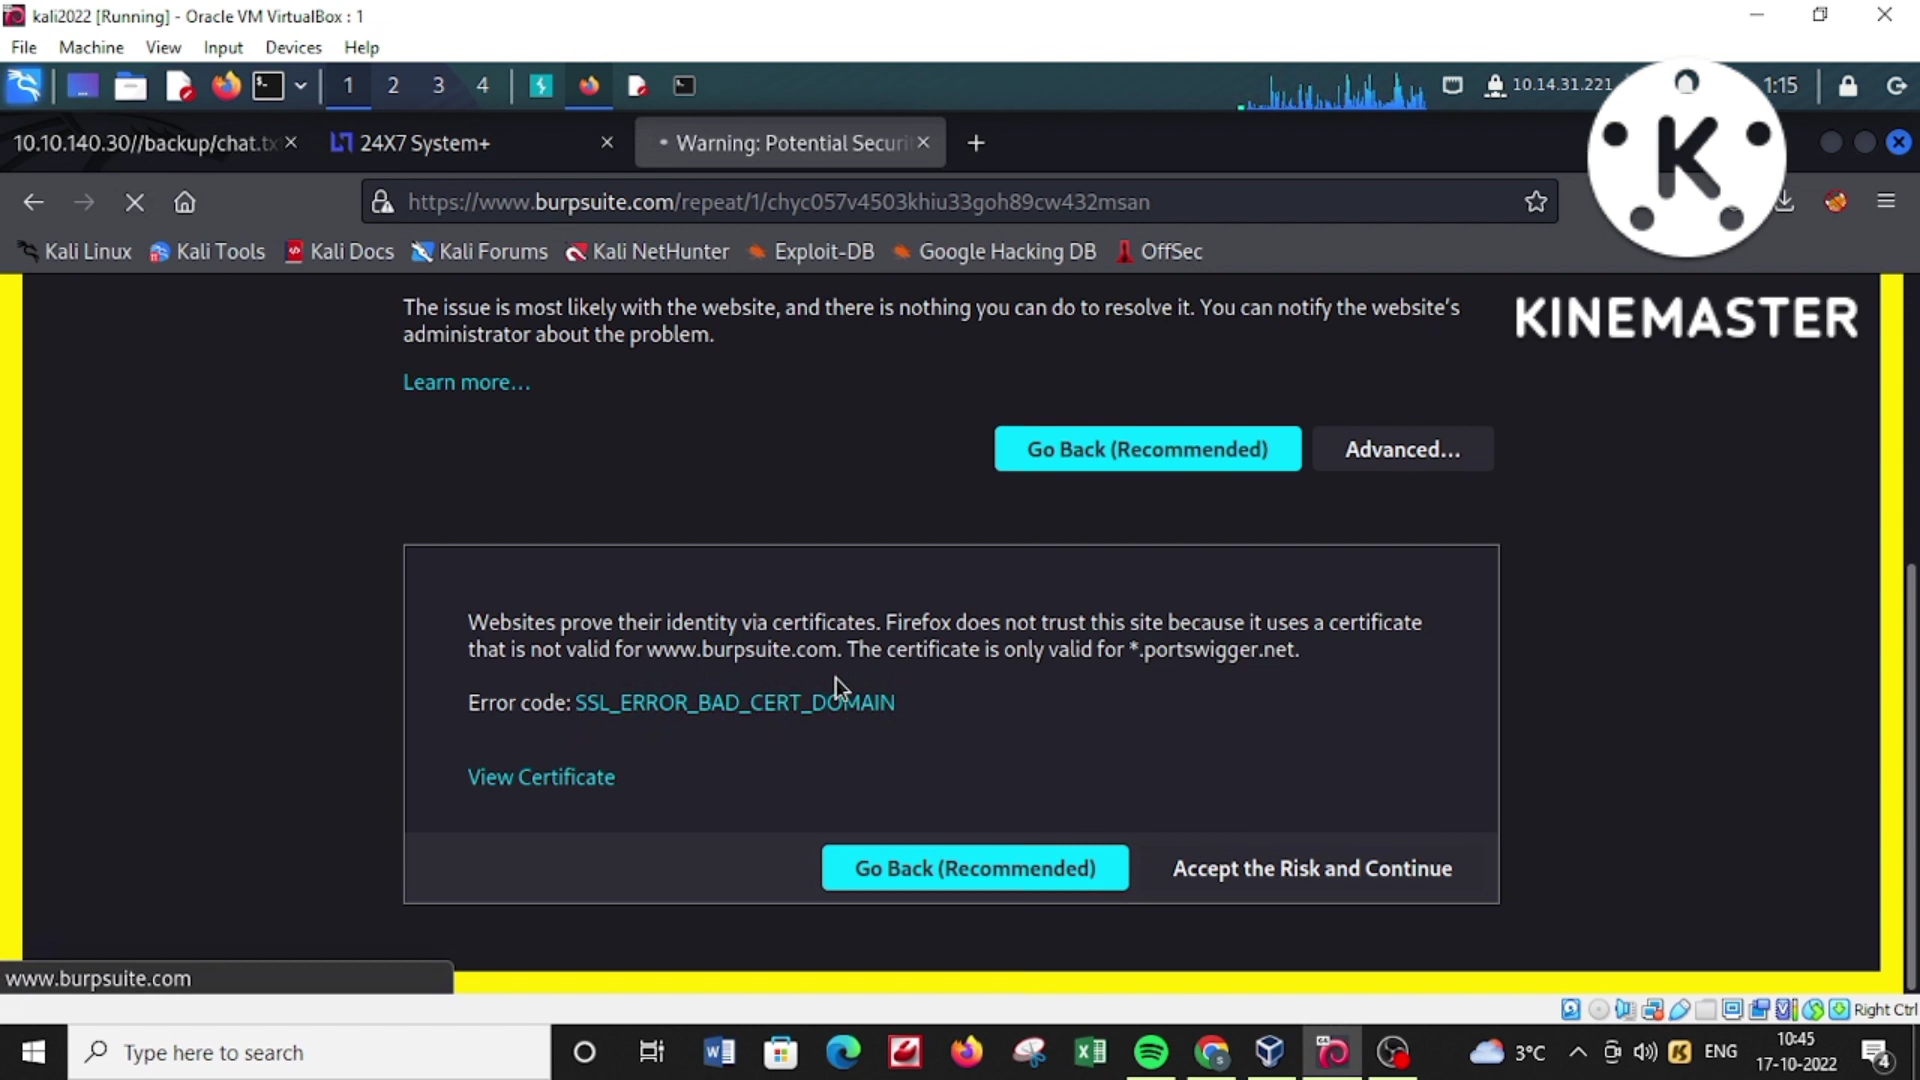 kali2022 [Running] - Oracle VM VirtualBox : 1
File Machine View Input Devices Help
1 2 3 4 10.14.31.221 1:15
10.10.140.30//backup/chat.tx 24X7 System+ Warning: Potential Securi
https://www.burpsuite.com/repeat/1/chyc057v4503khiu33goh89cw432msan
K
Kali Linux Kali Tools Kali Docs Kali Forums Kali NetHunter Exploit-DB Google Hacking DB OffSec
The issue is most likely with the website, and there is nothing you can do to resolve it. You can notify the website's
administrator about the problem.
KINEMASTER
Learn more…
Go Back (Recommended) Advanced…
Websites prove their identity via certificates. Firefox does not trust this site because it uses a certificate
that is not valid for www.burpsuite.com. The certificate is only valid for *.portswigger.net.
Error code: SSL_ERROR_BAD_CERT_DOMAIN
View Certificate
Go Back (Recommended) Accept the Risk and Continue
www.burpsuite.com
Right Ctrl
Type here to search
3°C ENG 10:45
17-10-2022
4